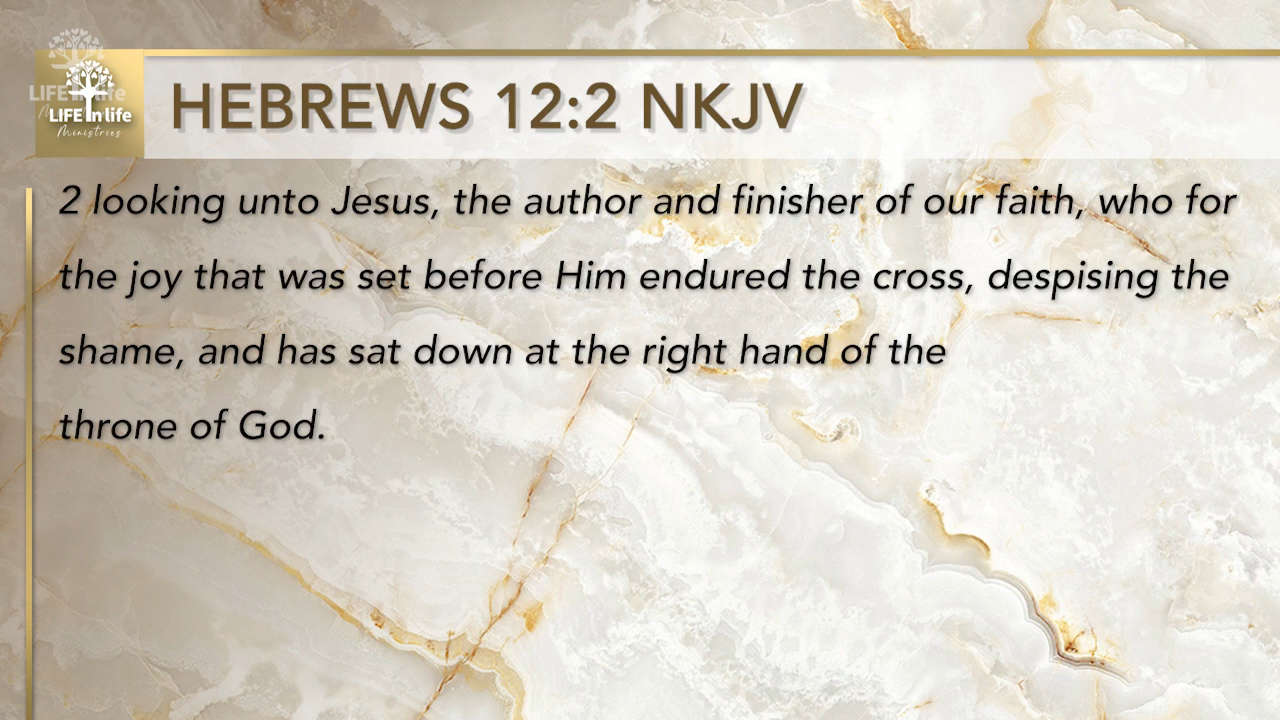 LIFE in life
Ministries
HEBREWS 12:2 NKJV
2 looking unto Jesus, the author and finisher of our faith, who for
the joy that was set before Him endured the cross, despising the
shame, and has sat down at the right hand of the
throne of God.